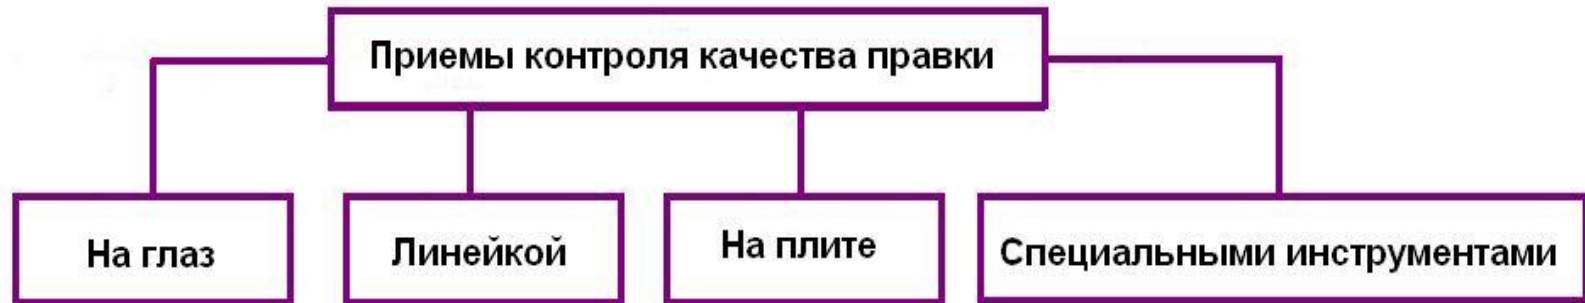 Приемы контроля качества правки
На глаз
Линейкой
На плите
Специальными инструментами